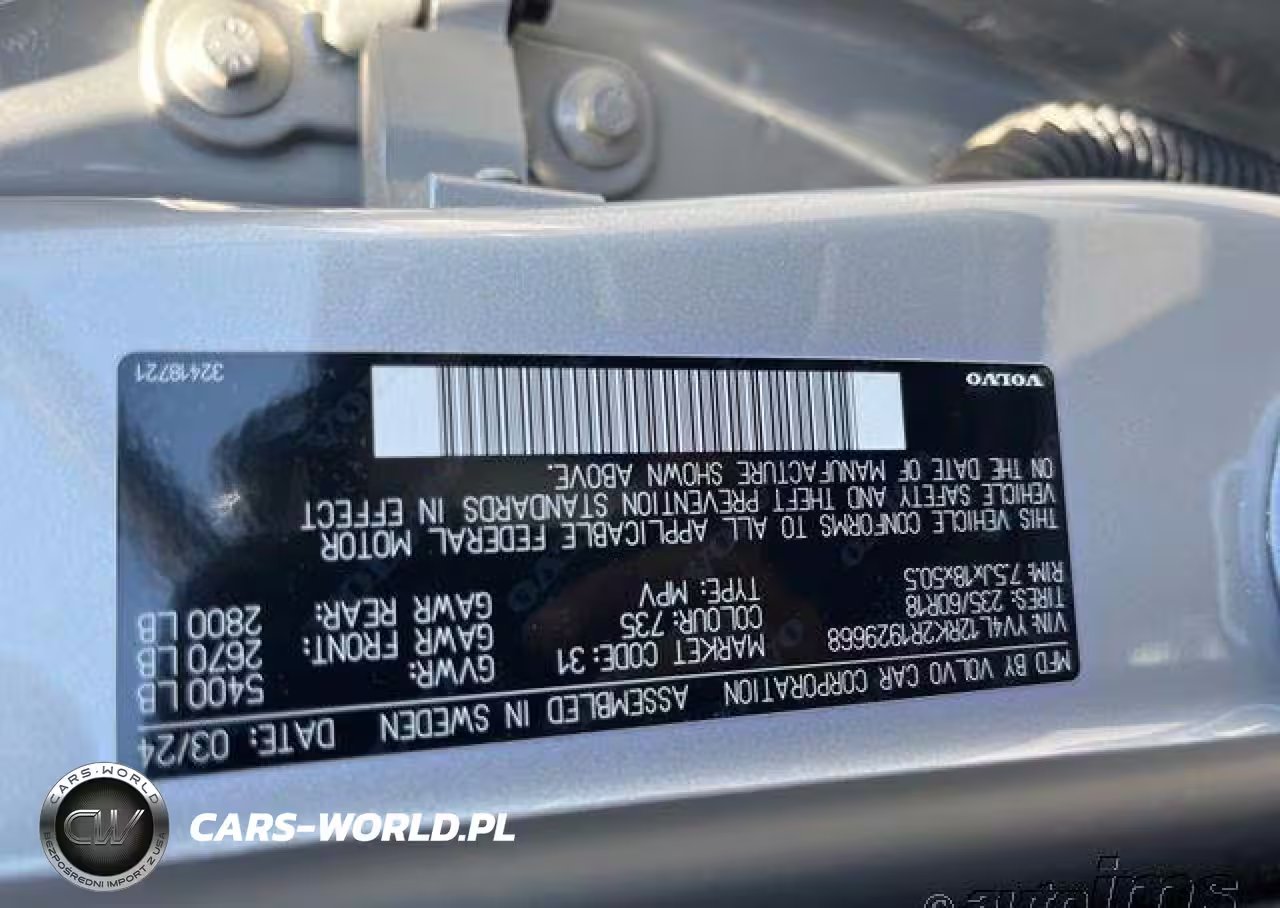 MFD BY VOLVO CAR CORPORATION ASSEMBLED IN SWEDEN DATE: 03/24
VIN: YV4L12RK2R1929668 MARKET CODE: 31 GVWR: 5400 LB
TIRES: 235/60R18 COLOUR: 735 GAWR FRONT: 2670 LB
RIM: 7.5Jx18x50.5 TYPE: MPV GAWR REAR: 2800 LB
THIS VEHICLE CONFORMS TO ALL APPLICABLE FEDERAL MOTOR
VEHICLE SAFETY AND THEFT PREVENTION STANDARDS IN EFFECT
ON THE DATE OF MANUFACTURE SHOWN ABOVE.
VOLVO 32418721
CARS-WORLD
CW
BEZPOŚREDNI IMPORT Z USA
CARS-WORLD.PL
autoims